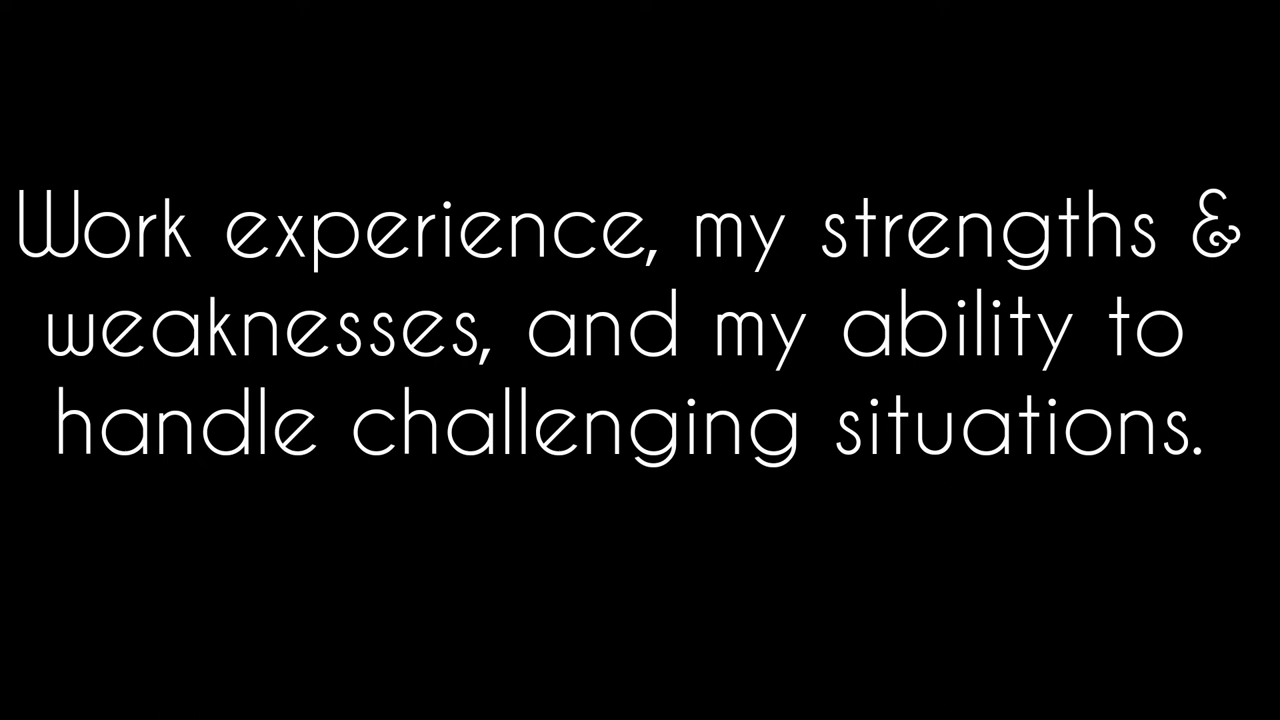 Work experience, my strengths &
weaknesses, and my ability to
handle challenging situations.